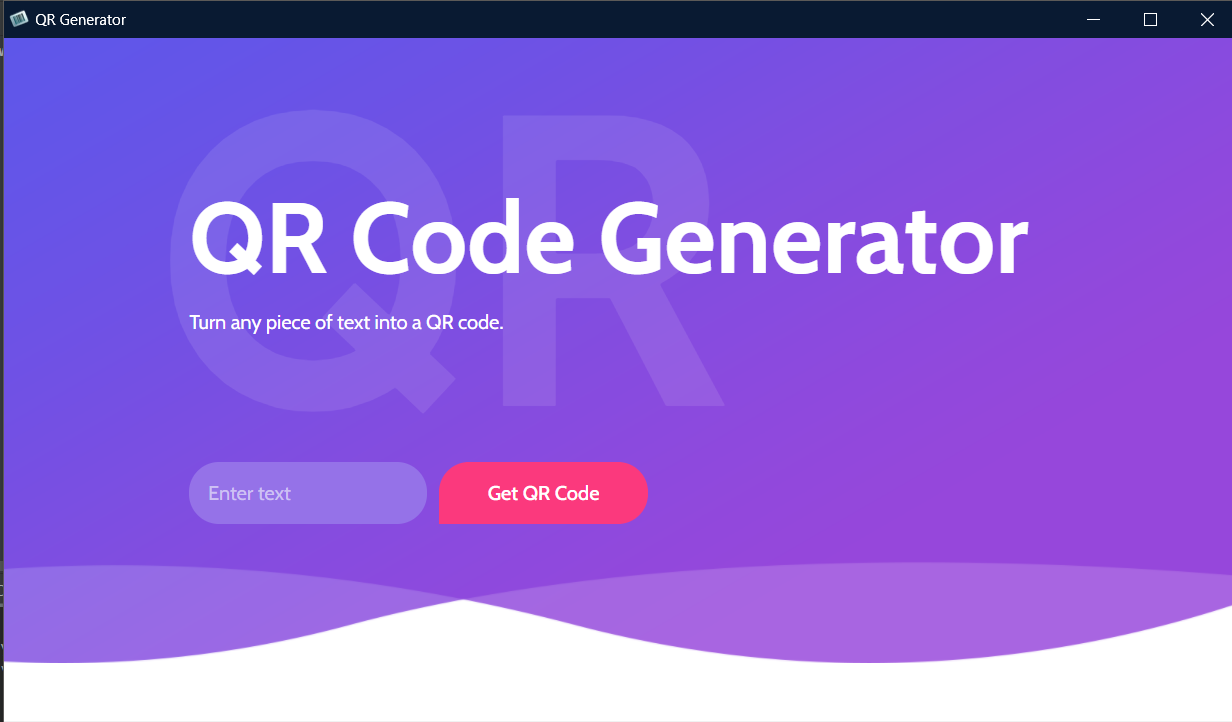 QR Generator
QR
QR Code Generator
Turn any piece of text into a QR code.
Enter text
Get QR Code